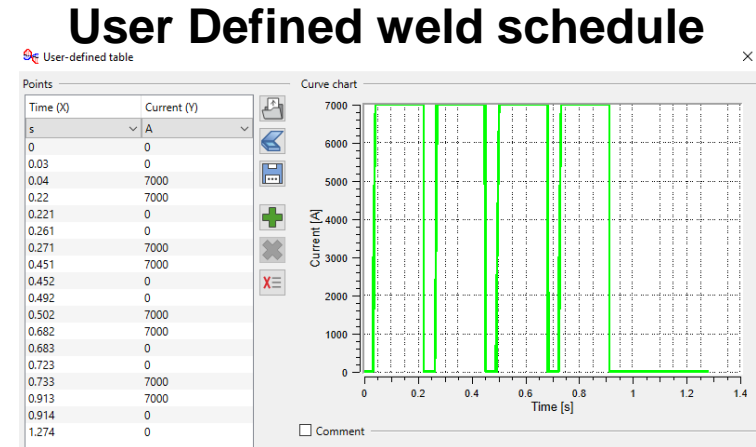 User Defined weld schedule
User-defined table
Points
Curve chart
Time (X) Current (Y)
s A
0 0
0.03 0
0.04 7000
0.22 7000
0.221 0
0.261 0
0.271 7000
0.451 7000
0.452 0
0.492 0
0.502 7000
0.682 7000
0.683 0
0.723 0
0.733 7000
0.913 7000
0.914 0
1.274 0
X
7000
6000
5000
4000
3000
2000
1000
0
Current [A]
0 0.2 0.4 0.6 0.8 1 1.2 1.4
Time [s]
Comment